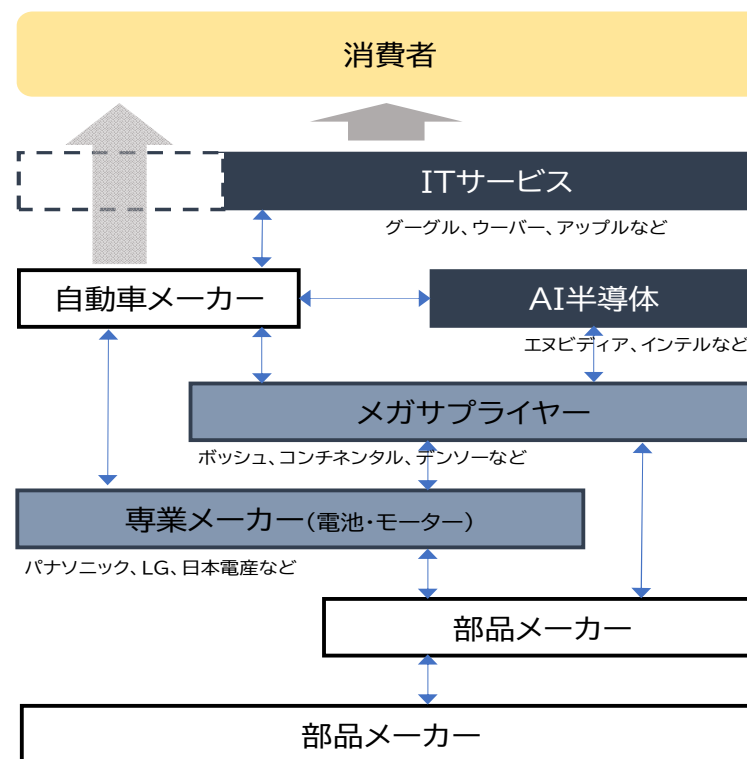 消費者
ITサービス
グーグル、ウーバー、アップルなど
自動車メーカー
AI半導体
エヌビディア、インテルなど
メガサプライヤー
ボッシュ、コンチネンタル、デンソーなど
専業メーカー(電池・モーター)
パナソニック、LG、日本電産など
部品メーカー
部品メーカー